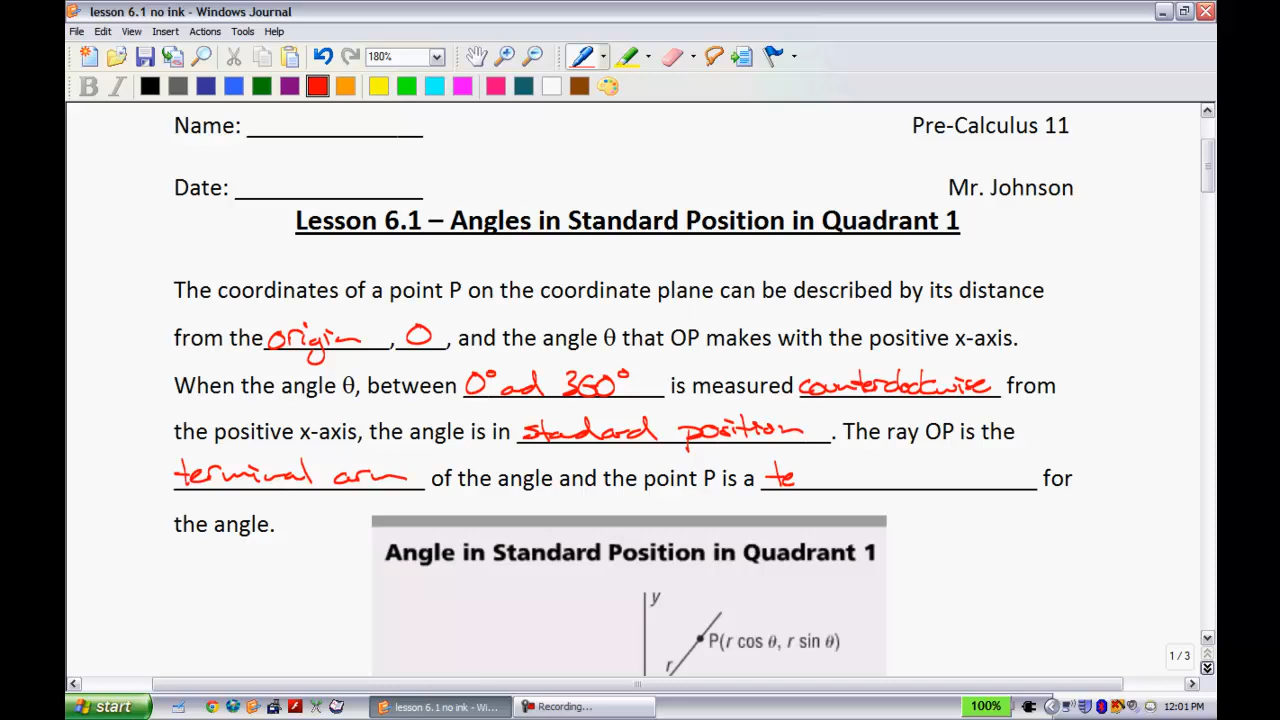 lesson 6.1 no ink - Windows Journal
File Edit View Insert Actions Tools Help
180%
B I
Name: _______________ Pre-Calculus 11
Date: ________________ Mr. Johnson
Lesson 6.1 – Angles in Standard Position in Quadrant 1
The coordinates of a point P on the coordinate plane can be described by its distance
from the origin, O, and the angle θ that OP makes with the positive x-axis.
When the angle θ, between 0° ad 360° is measured counterclockwise from
the positive x-axis, the angle is in standard position. The ray OP is the
terminal arm of the angle and the point P is a te____________________ for
the angle.
Angle in Standard Position in Quadrant 1
y
P(r cos θ, r sin θ)
r
1 / 3
start lesson 6.1 no ink - Wi... Recording... 100% 12:01 PM